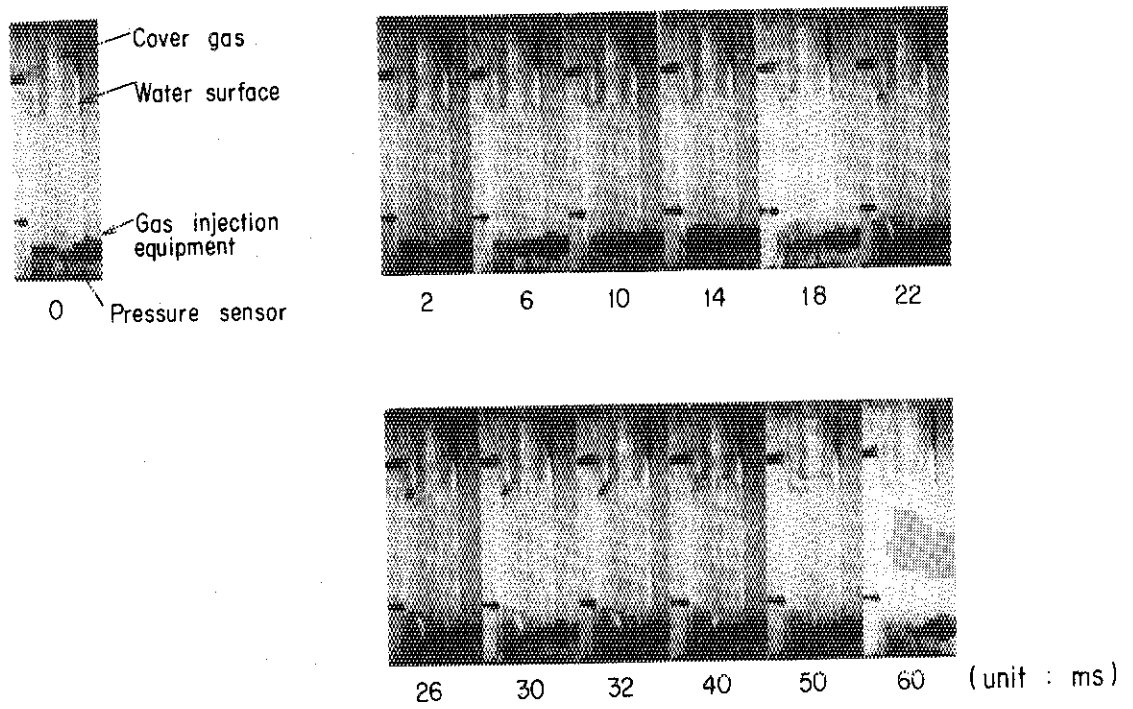 Cover gas
Water surface
Gas injection
equipment
Pressure sensor
0
2 6 10 14 18 22
26 30 32 40 50 60 (unit : ms)